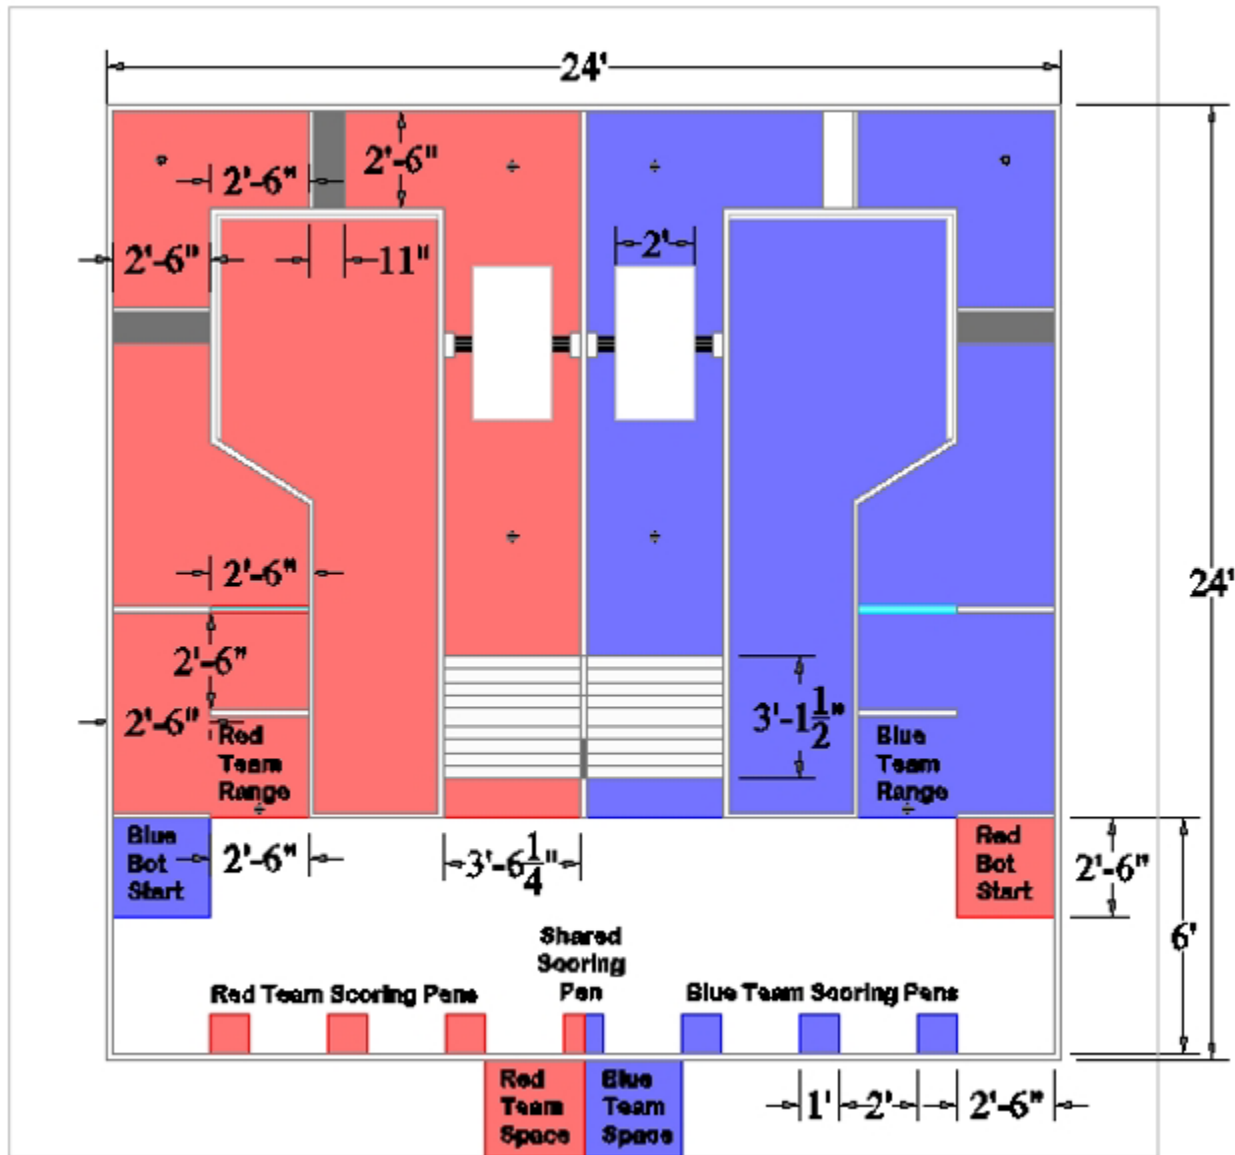 24'
2'-6"
2'-6"
2'-6"
11"
2'
2'-6"
24'
2'-6"
2'-6"
3'-1 1/2"
Red
Team
Range
Blue
Team
Range
Blue
Bot
Start
2'-6"
3'-6 1/4"
Red
Bot
Start
2'-6"
6'
Shared
Scoring
Pen
Red Team Scoring Pens
Blue Team Scoring Pens
Red
Team
Space
Blue
Team
Space
1'
2'
2'-6"